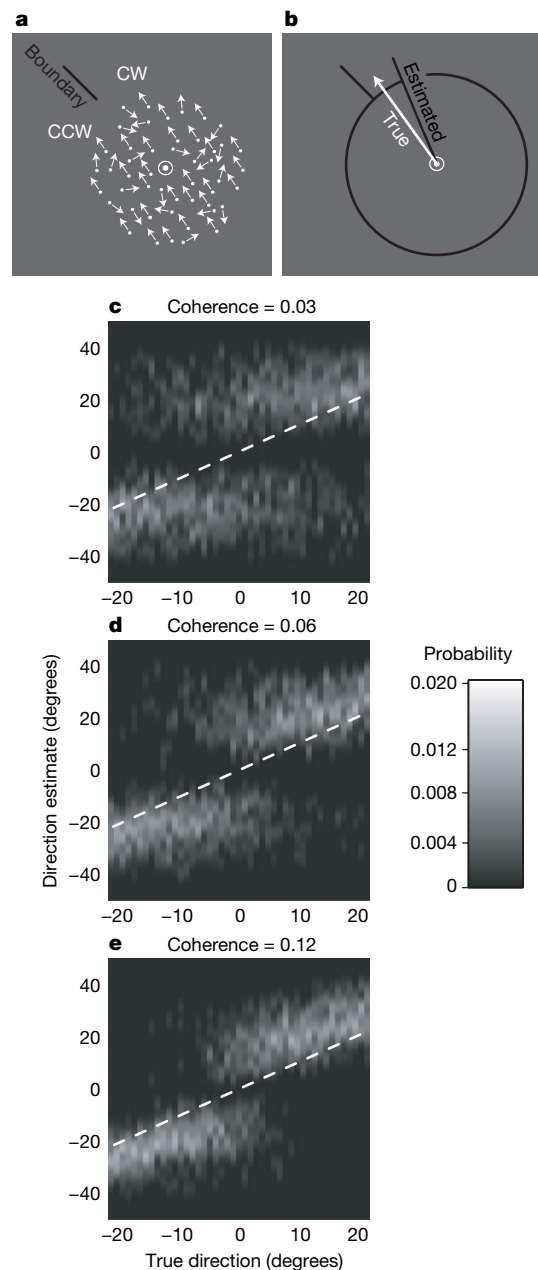 a
Boundary
CW
CCW
b
Estimated
True
c Coherence = 0.03
40
20
0
−20
−40
−20 −10 0 10 20
d Coherence = 0.06
40
20
0
−20
−40
−20 −10 0 10 20
Direction estimate (degrees)
Probability
0.020
0.012
0.008
0.004
0
e Coherence = 0.12
40
20
0
−20
−40
−20 −10 0 10 20
True direction (degrees)